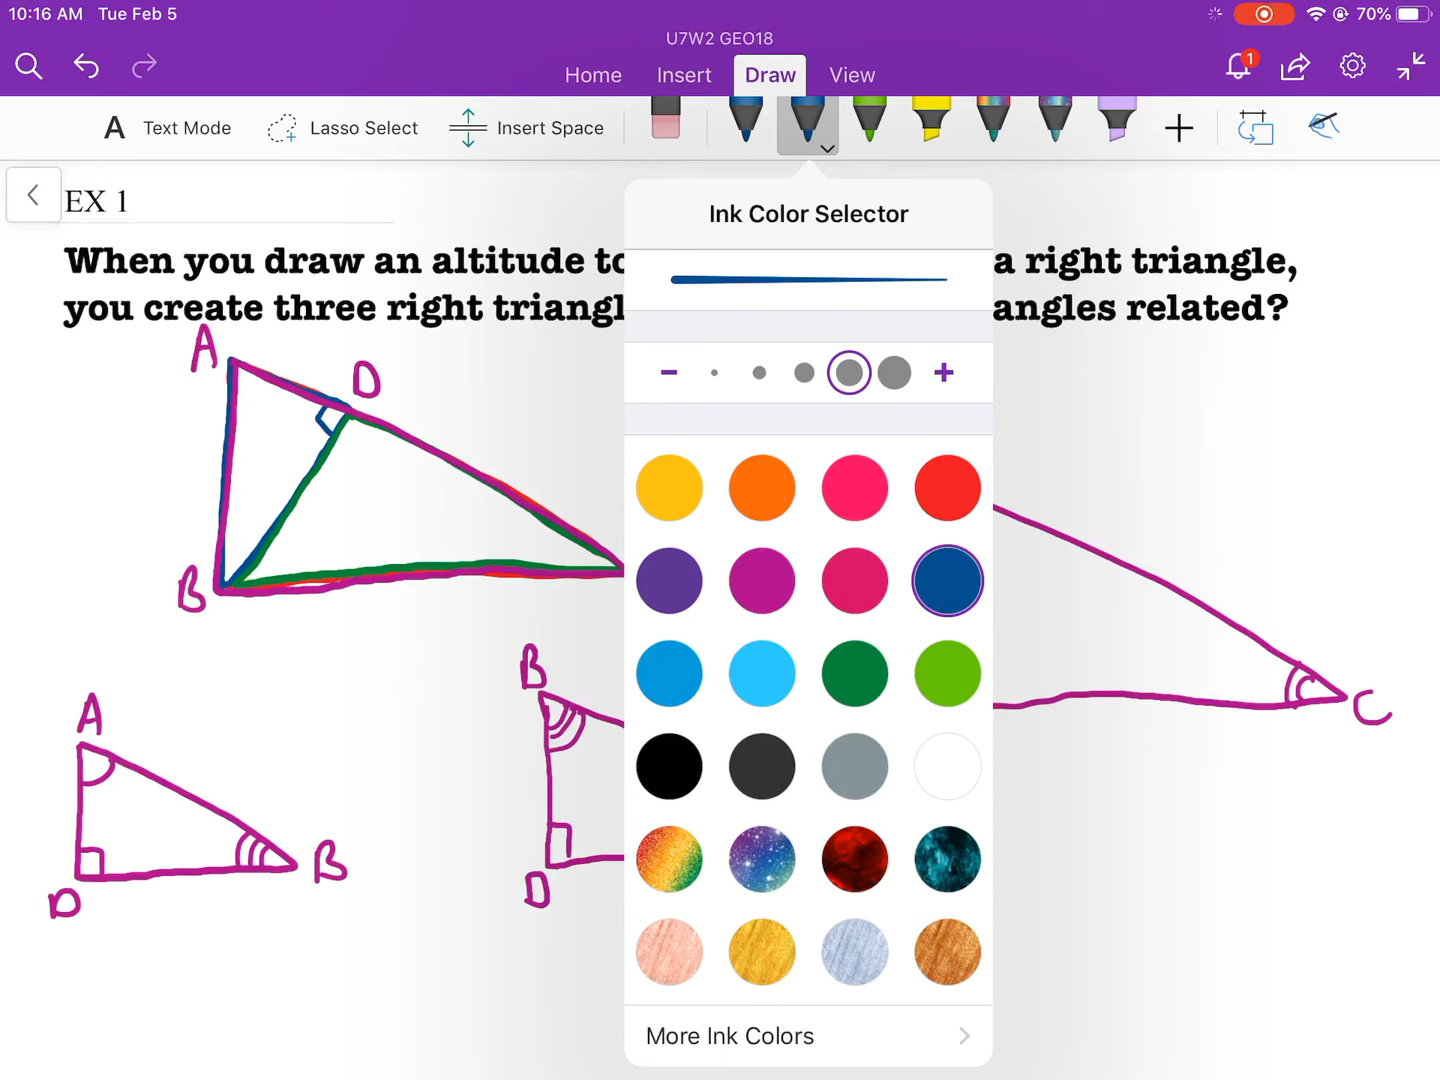 10:16 AM Tue Feb 5
70%
U7W2 GEO18
Home Insert Draw View
1
A Text Mode Lasso Select Insert Space
EX 1
Ink Color Selector
When you draw an altitude to a right triangle,
you create three right triangl angles related?
A
D
B
B
C
A
B
D
D
More Ink Colors